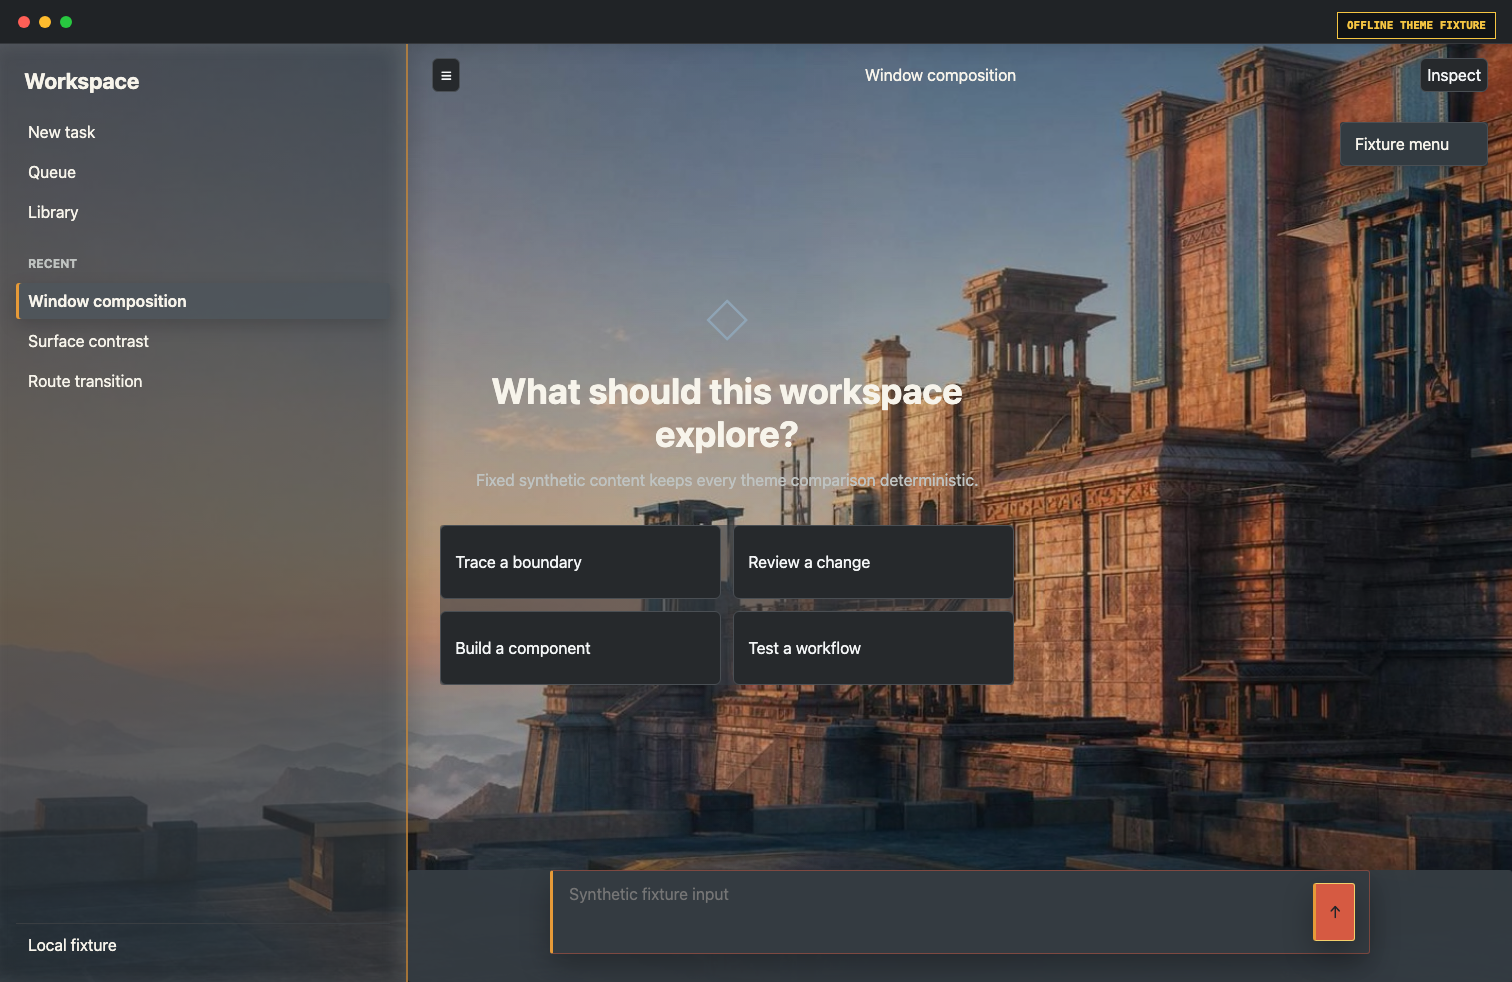 OFFLINE THEME FIXTURE
Workspace
New task
Queue
Library
RECENT
Window composition
Surface contrast
Route transition
Local fixture
Window composition
Inspect
Fixture menu
What should this workspace
explore?
Fixed synthetic content keeps every theme comparison deterministic.
Trace a boundary
Review a change
Build a component
Test a workflow
Synthetic fixture input